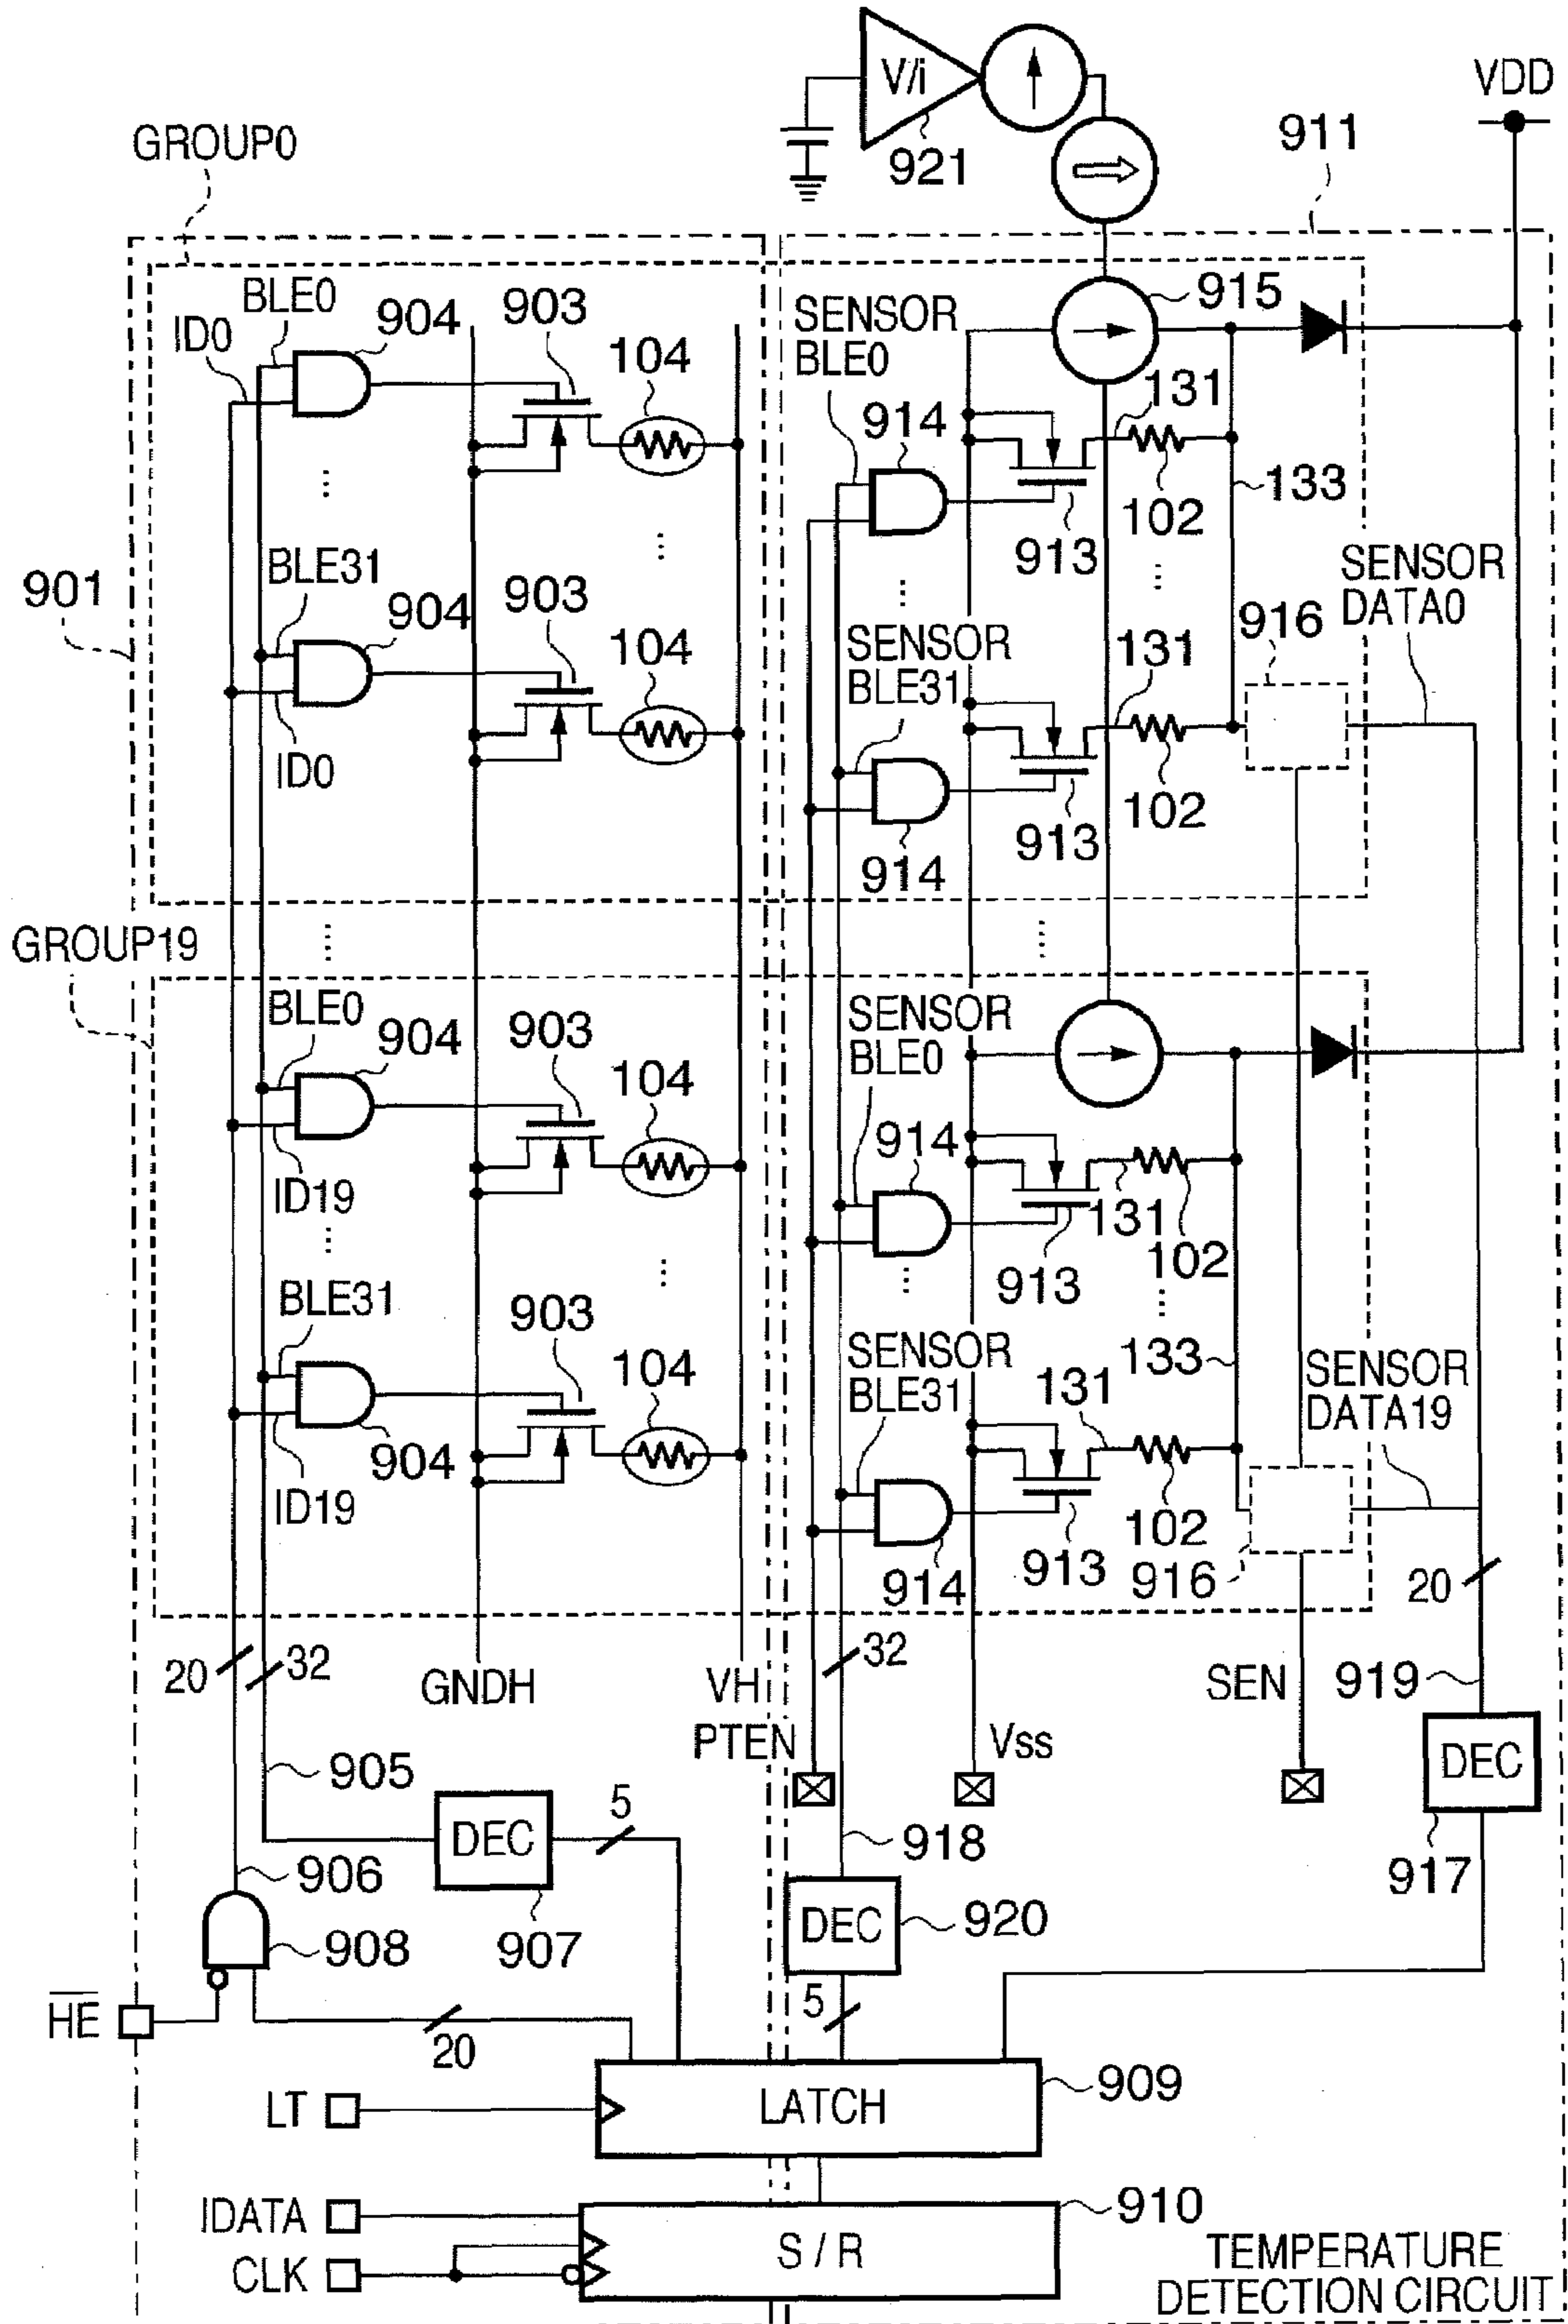 V/i
921
VDD
GROUP0
911
BLE0
904
903
ID0
104
SENSOR
BLE0
915
914
131
102
133
913
901
BLE31
904
903
104
ID0
SENSOR
BLE31
131
916
SENSOR
DATA0
102
913
914
GROUP19
BLE0
904
903
104
ID19
SENSOR
BLE0
914
131
102
913
BLE31
903
104
904
ID19
SENSOR
BLE31
133
131
SENSOR
DATA19
102
913
914
916
20
20
32
GNDH
VH
32
SEN
919
PTEN
Vss
905
DEC
5
907
918
DEC
917
906
908
DEC
920
5
HE
20
LT
LATCH
909
IDATA
CLK
S / R
910
TEMPERATURE
DETECTION CIRCUIT